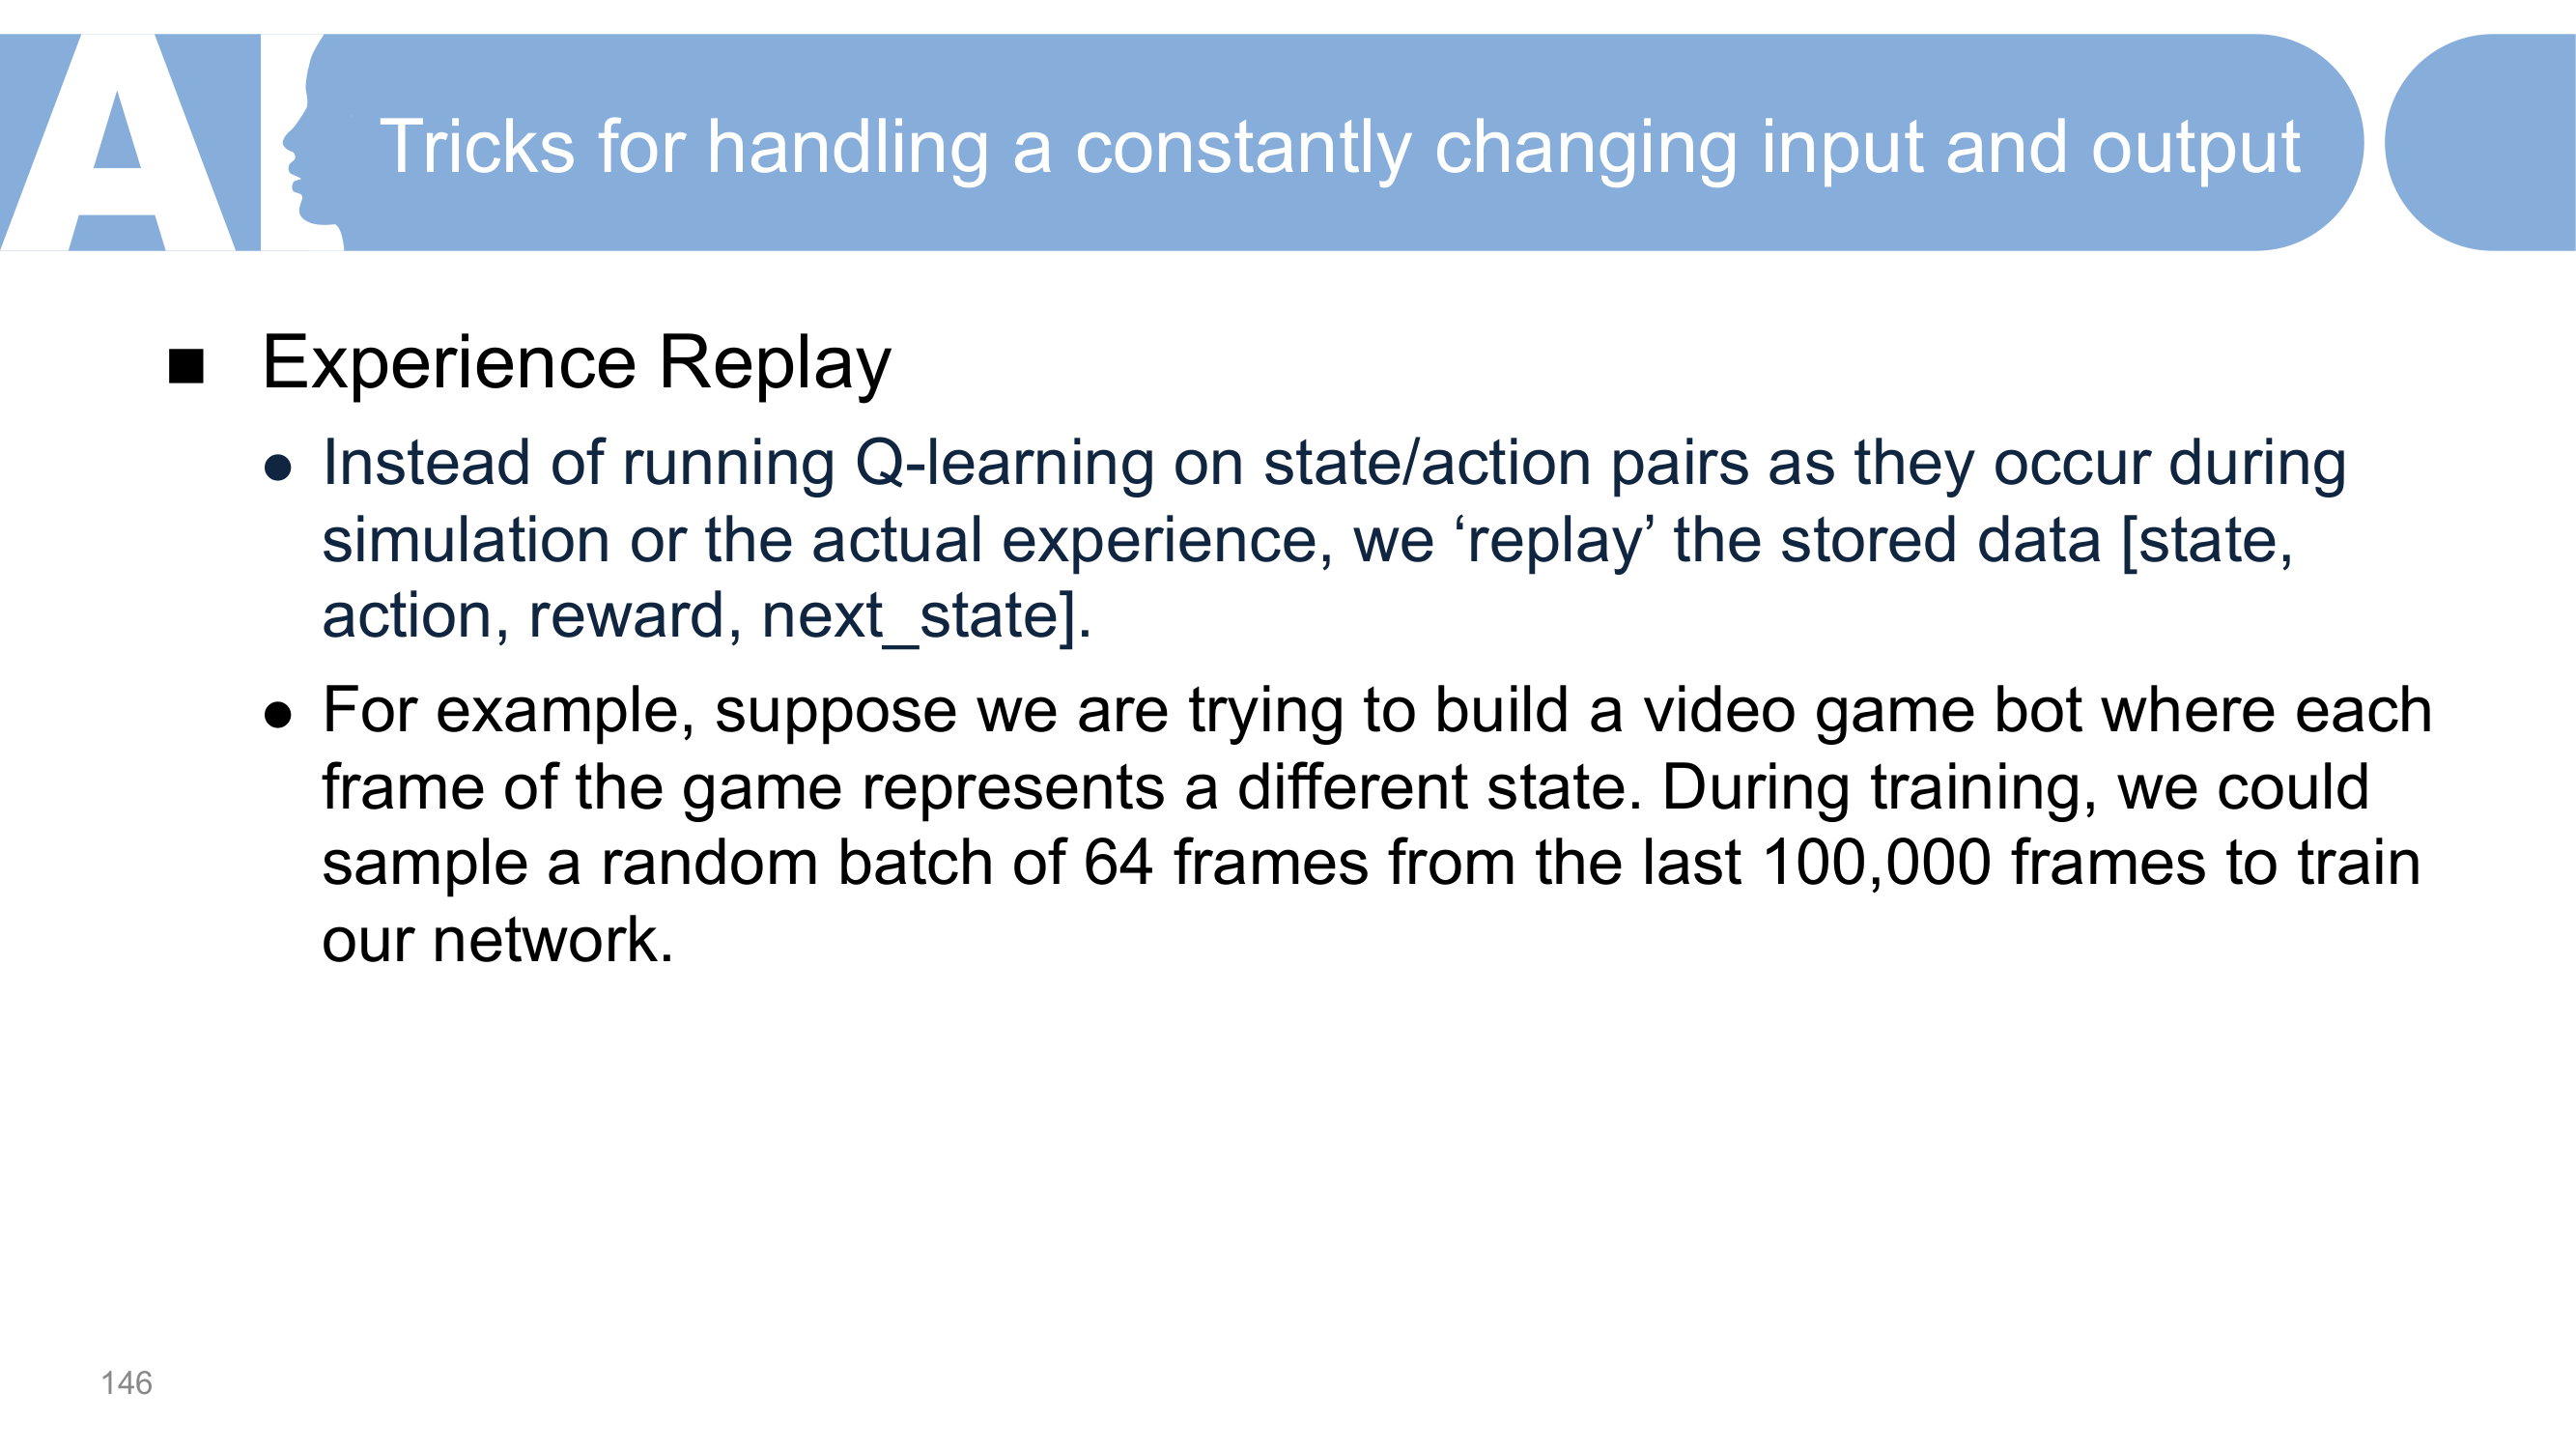 AI
Tricks for handling a constantly changing input and output
■ Experience Replay
● Instead of running Q-learning on state/action pairs as they occur during
simulation or the actual experience, we ‘replay’ the stored data [state,
action, reward, next_state].
● For example, suppose we are trying to build a video game bot where each
frame of the game represents a different state. During training, we could
sample a random batch of 64 frames from the last 100,000 frames to train
our network.
146